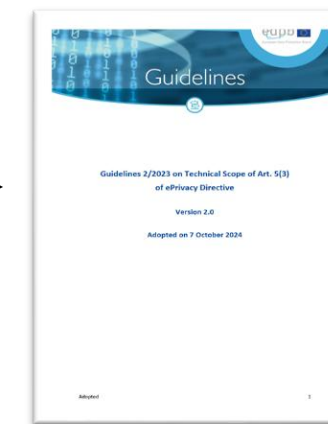 edpb
Guidelines
Guidelines 2/2023 on Technical Scope of Art. 5(3)
of ePrivacy Directive
Version 2.0
Adopted on 7 October 2024
Adopted
1